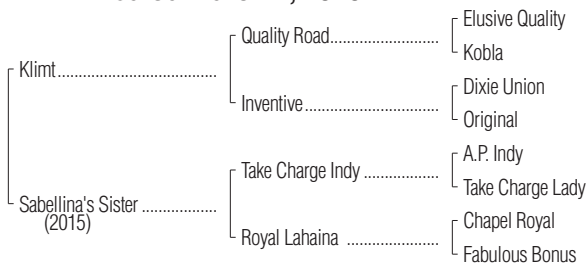 Elusive Quality
Quality Road
Kobla
Klimt
Dixie Union
Inventive
Original
A.P. Indy
Take Charge Indy
Take Charge Lady
Sabellina's Sister
(2015)
Chapel Royal
Royal Lahaina
Fabulous Bonus